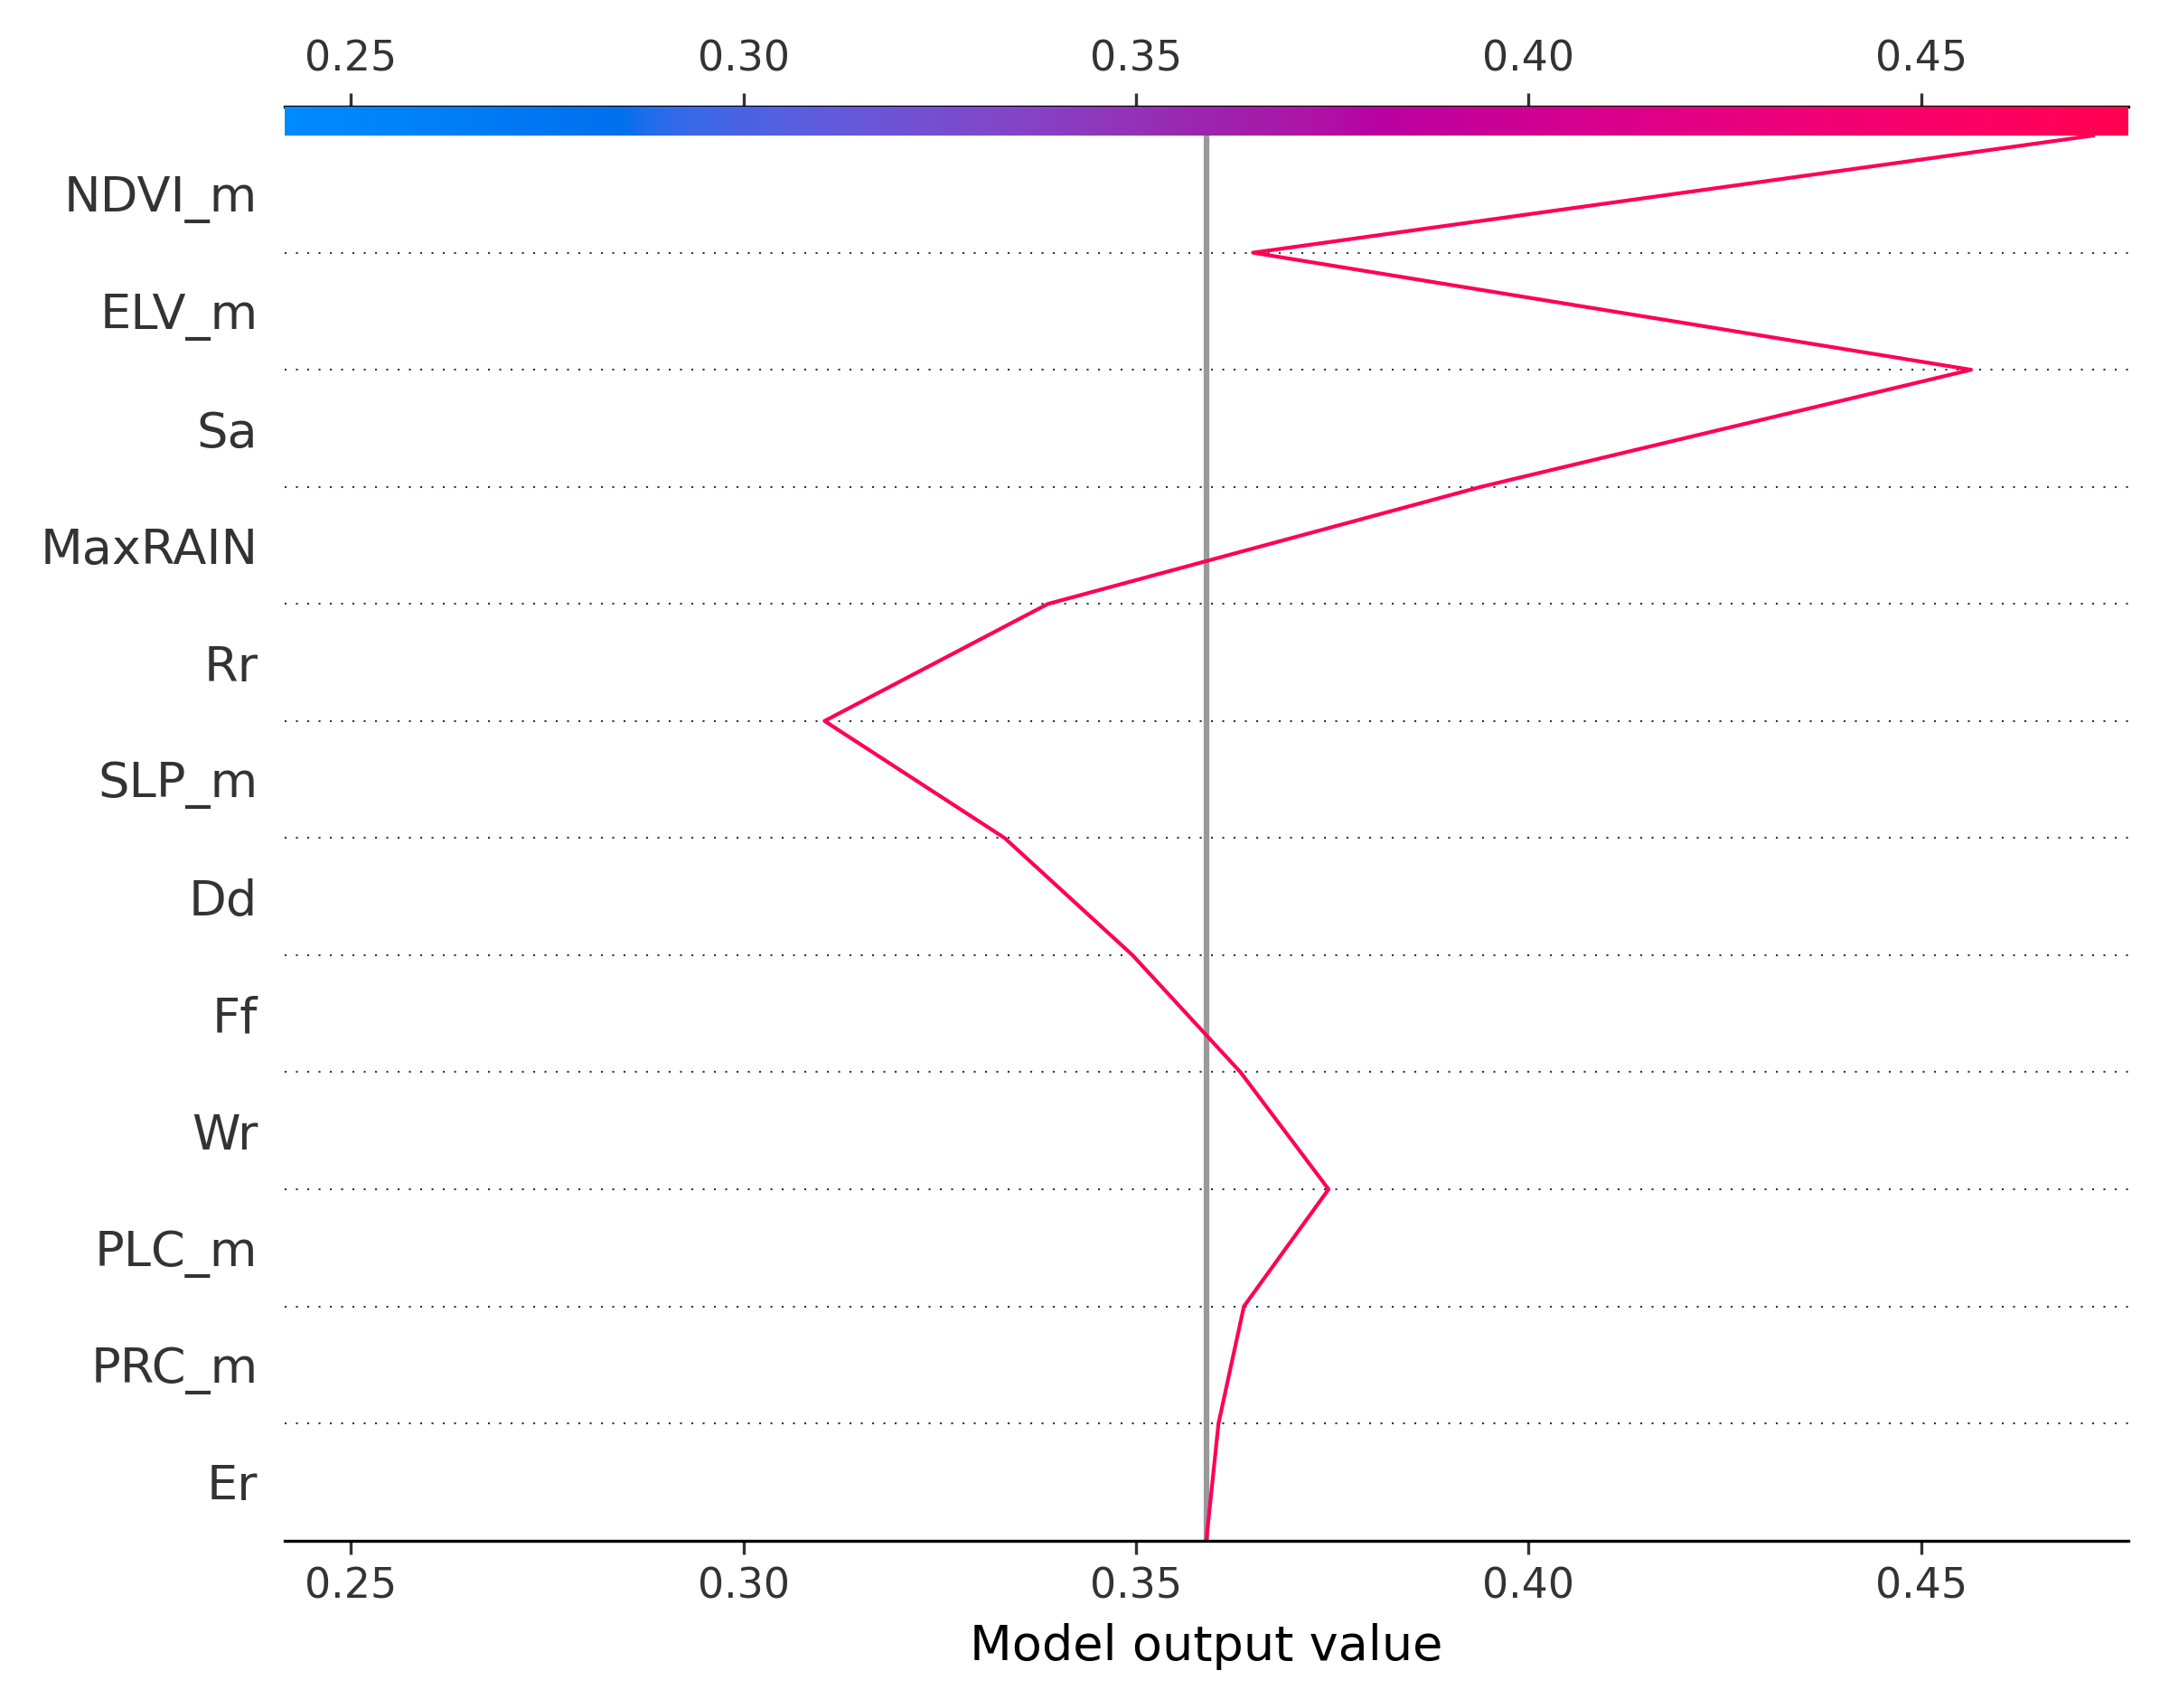 0.25 0.30 0.35 0.40 0.45
NDVI_m
ELV_m
Sa
MaxRAIN
Rr
SLP_m
Dd
Ff
Wr
PLC_m
PRC_m
Er
0.25 0.30 0.35 0.40 0.45
Model output value